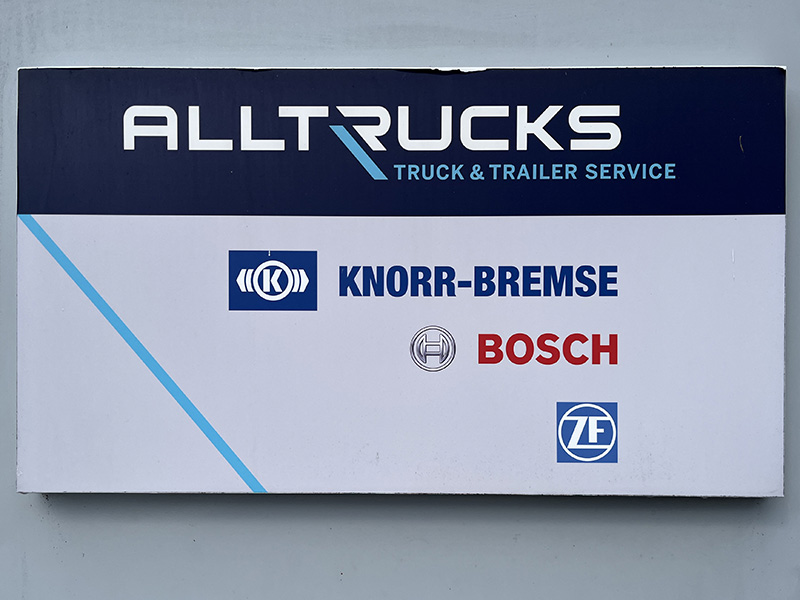 ALLTRUCKS
TRUCK & TRAILER SERVICE
K KNORR-BREMSE
BOSCH
ZF